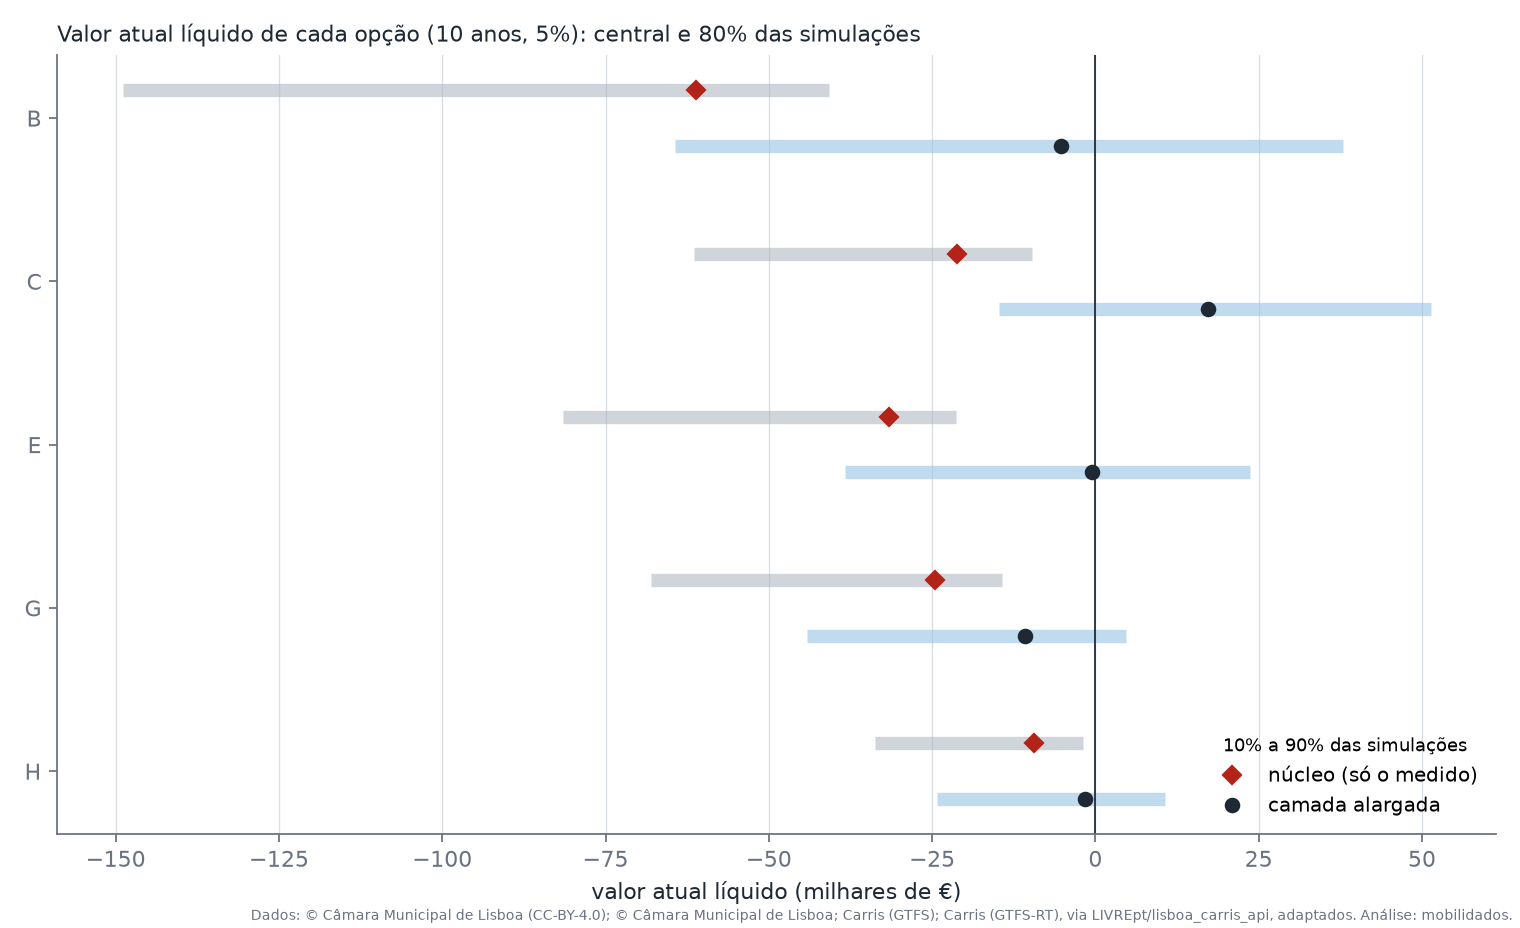 Valor atual líquido de cada opção (10 anos, 5%): central e 80% das simulações
B
C
E
G
H
10% a 90% das simulações
núcleo (só o medido)
camada alargada
−150 −125 −100 −75 −50 −25 0 25 50
valor atual líquido (milhares de €)
Dados: © Câmara Municipal de Lisboa (CC-BY-4.0); © Câmara Municipal de Lisboa; Carris (GTFS); Carris (GTFS-RT), via LIVREpt/lisboa_carris_api, adaptados. Análise: mobilidados.